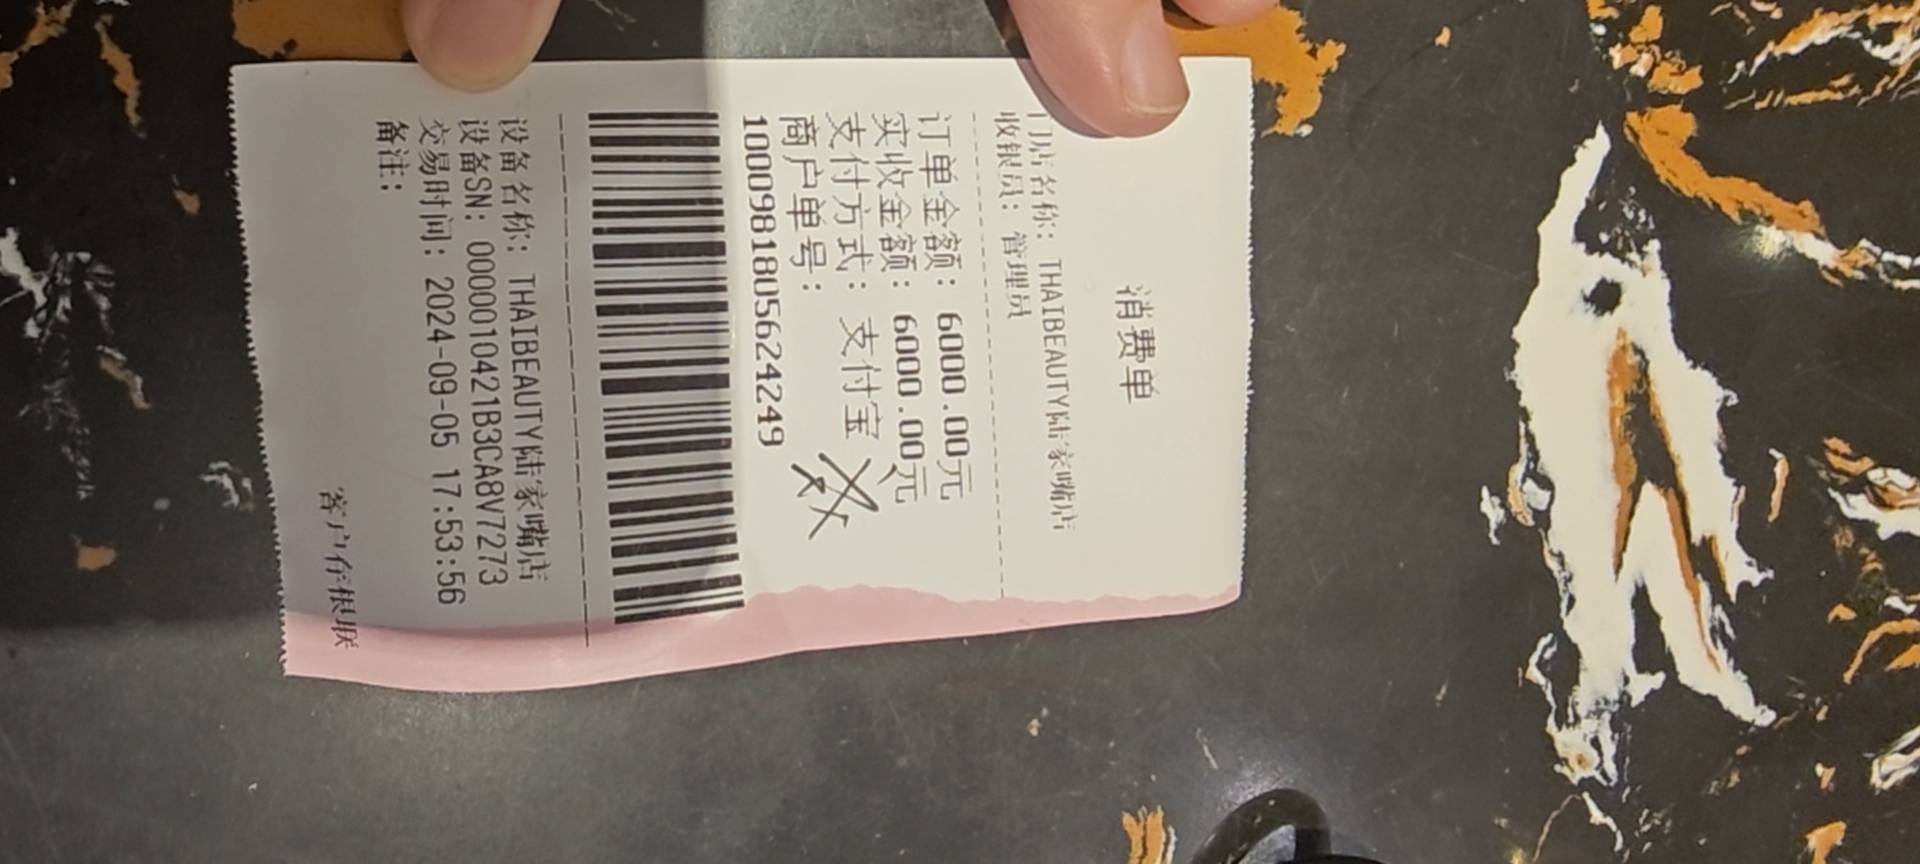 消费单
门店名称：THAIBEAUTY陆家嘴店
收银员：管理员
订单金额：6000.00元
实收金额：6000.00元
支付方式：支付宝
商户单号：
1000981805624249
设备名称：THAIBEAUTY陆家嘴店
设备SN：0000010421B3CA8V7273
交易时间：2024-09-05 17:53:56
备注：
客户存根联